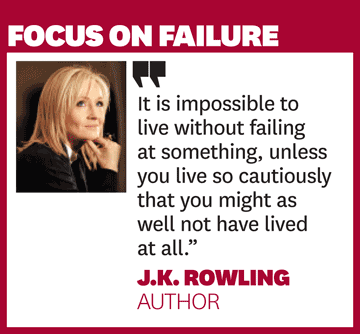 FOCUS ON FAILURE
"
It is impossible to
live without failing
at something, unless
you live so cautiously
that you might as
well not have lived
at all.”
J.K. ROWLING
AUTHOR